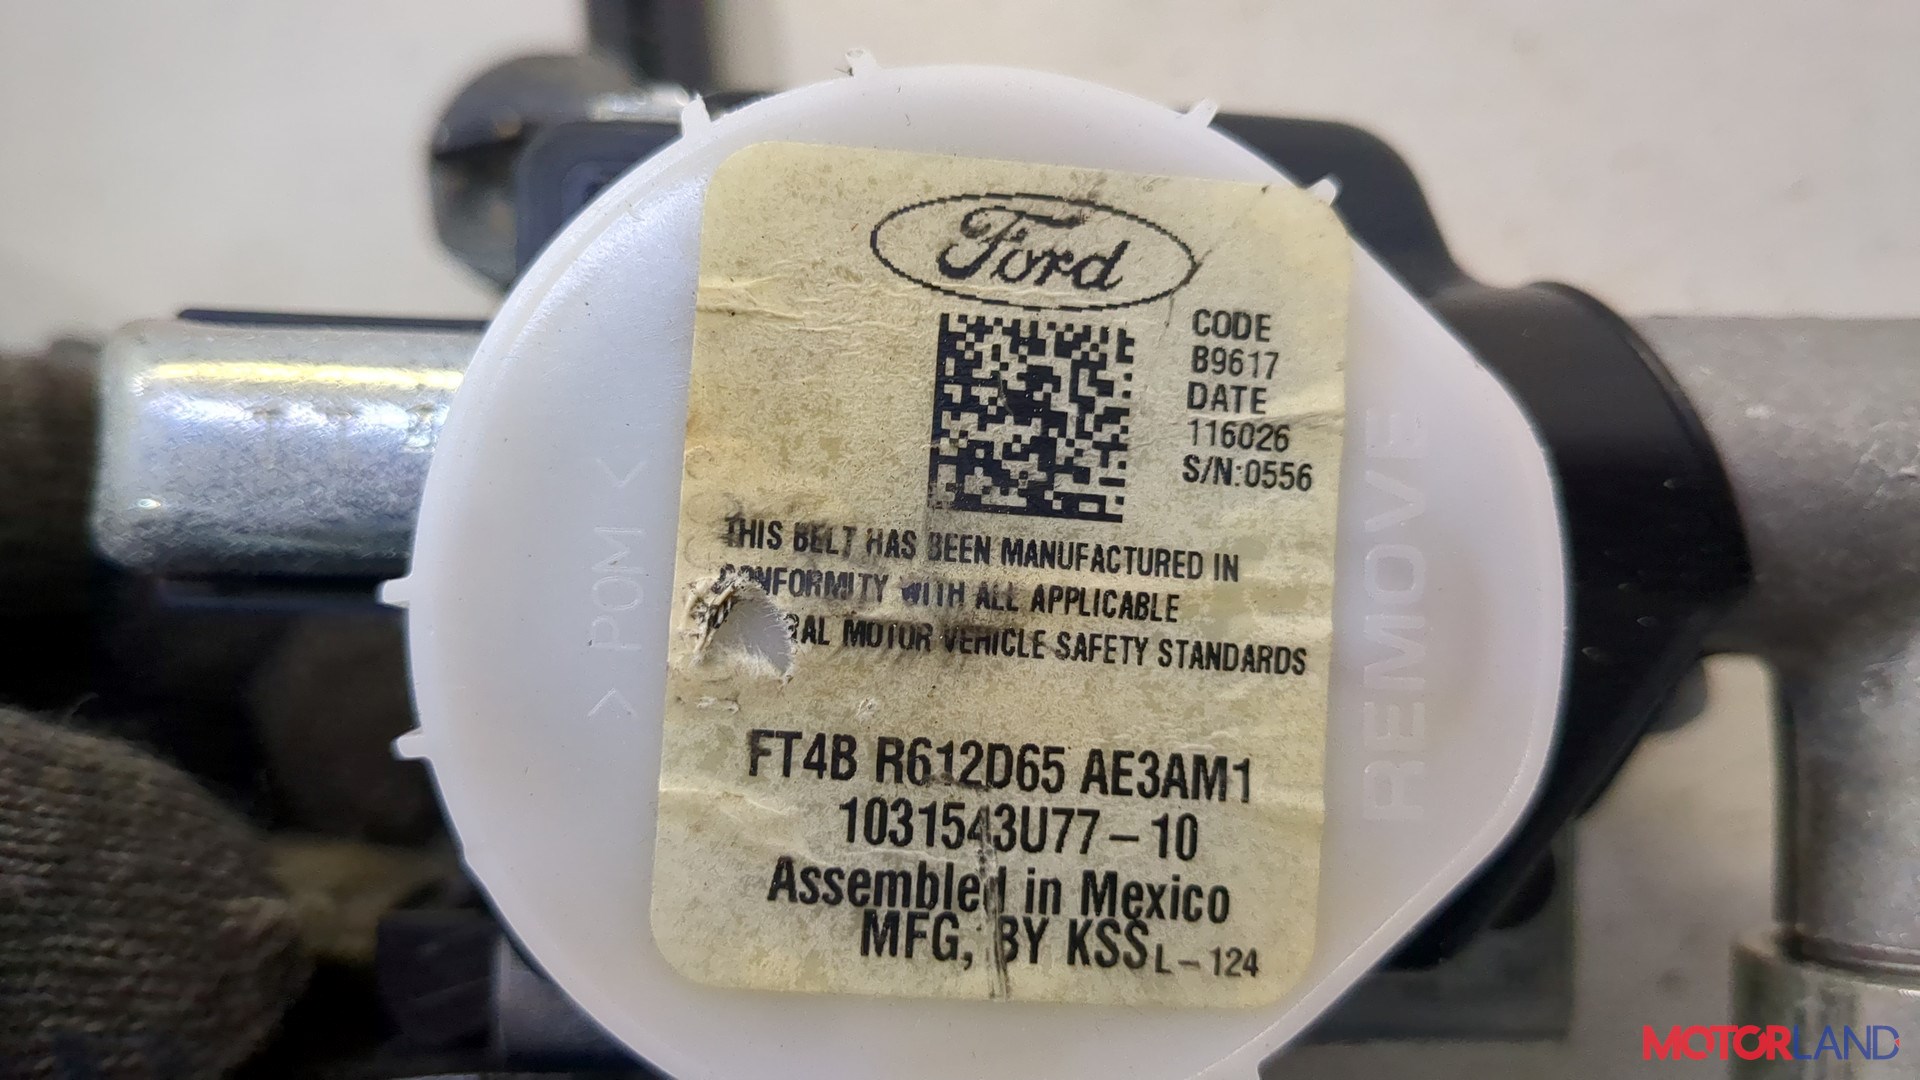 Ford
CODE
B9617
DATE
116026
S/N:0556
THIS BELT HAS BEEN MANUFACTURED IN
CONFORMITY WITH ALL APPLICABLE
MOTOR VEHICLE SAFETY STANDARDS
FT4B R612D65 AE3AM1
1031543U77-10
Assembled in Mexico
MFG, BY KSS L-124
> POM <
REMOVE
MOTORLAND